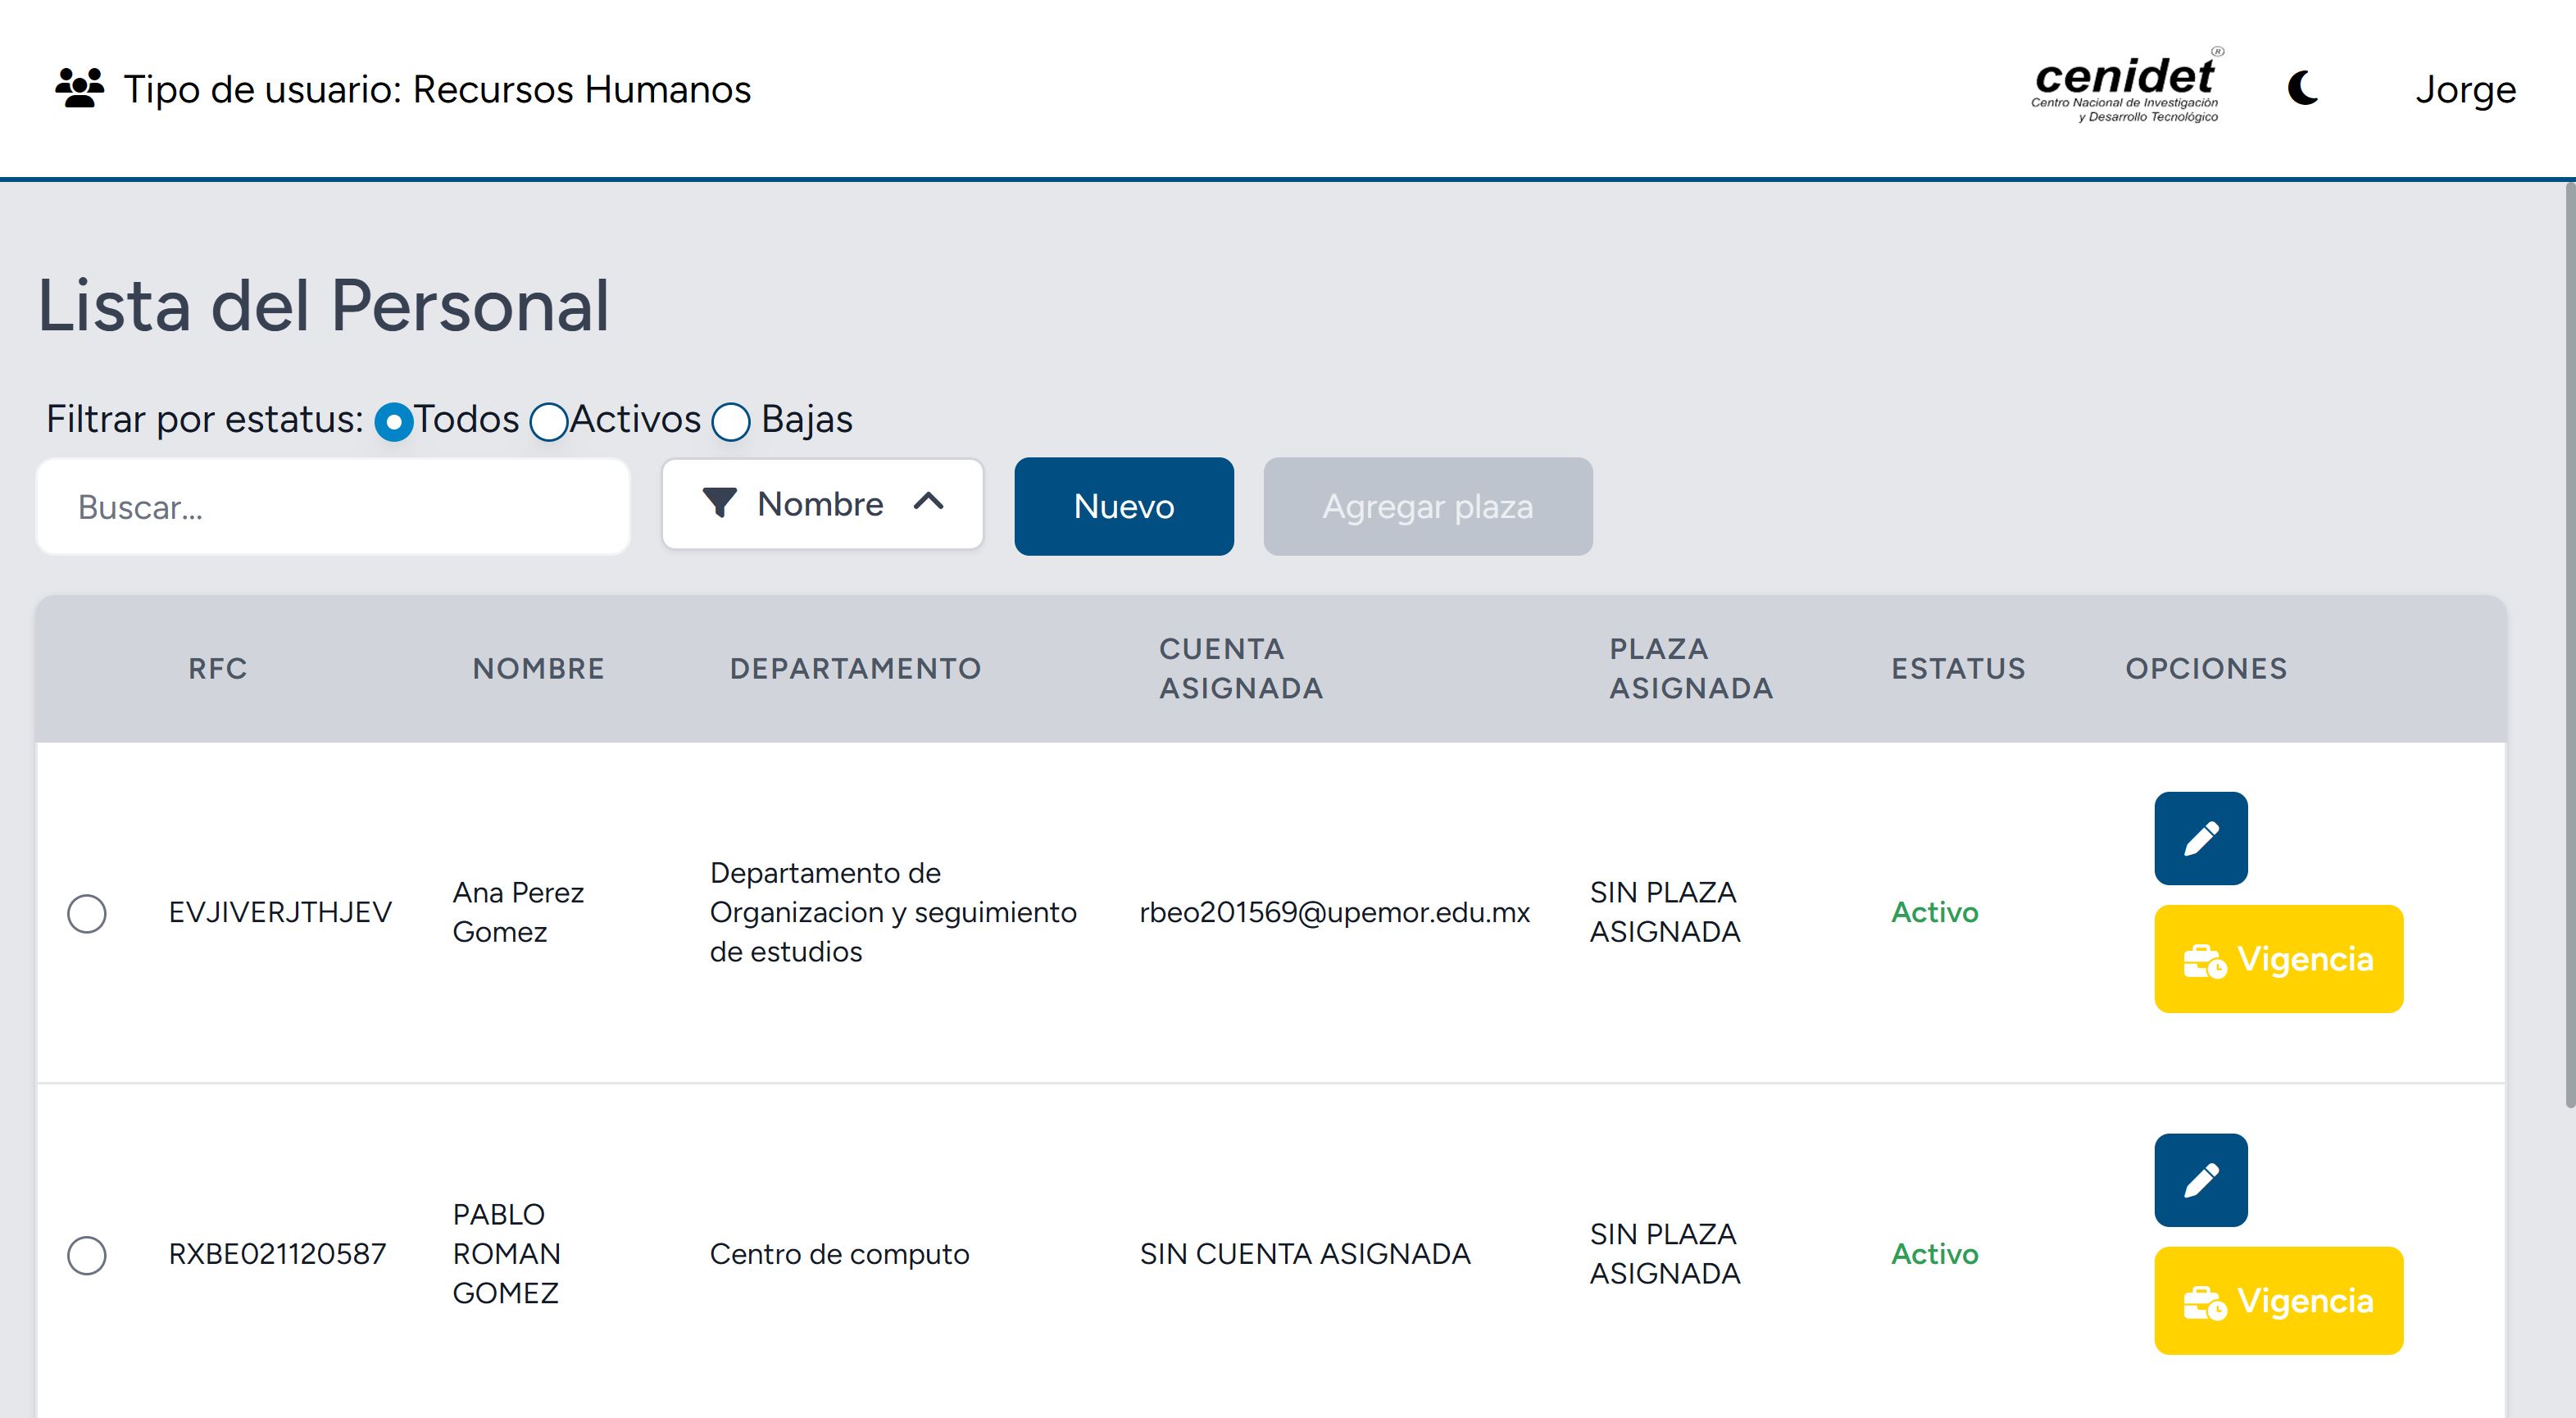 Tipo de usuario: Recursos Humanos
cenidet®
Centro Nacional de Investigación
y Desarrollo Tecnológico
Jorge
Lista del Personal
Filtrar por estatus: Todos Activos Bajas
Buscar...
Nombre
Nuevo
Agregar plaza
RFC NOMBRE DEPARTAMENTO CUENTA ASIGNADA PLAZA ASIGNADA ESTATUS OPCIONES
EVJIVERJTHJEV
Ana Perez
Gomez
Departamento de
Organizacion y seguimiento
de estudios
rbeo201569@upemor.edu.mx
SIN PLAZA
ASIGNADA
Activo
Vigencia
RXBE021120587
PABLO
ROMAN
GOMEZ
Centro de computo
SIN CUENTA ASIGNADA
SIN PLAZA
ASIGNADA
Activo
Vigencia